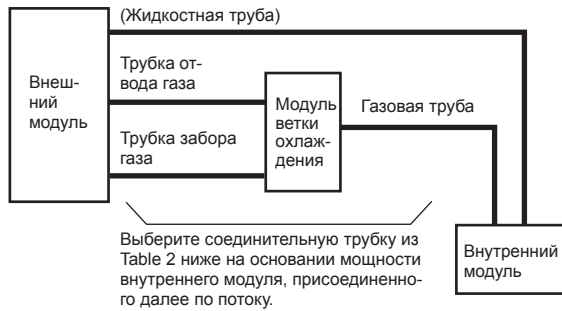 (Жидкостная труба)
Внеш-
ний
модуль
Трубка от-
вода газа
Трубка забора
газа
Модуль
ветки
охлаж-
дения
Газовая труба
Выберите соединительную трубку из
Table 2 ниже на основании мощности
внутреннего модуля, присоединенно-
го далее по потоку.
Внутренний
модуль